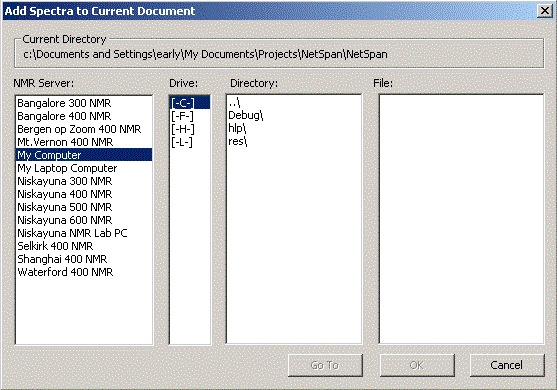 Add Spectra to Current Document
Current Directory
c:\Documents and Settings\early\My Documents\Projects\NetSpan\NetSpan
NMR Server:
Bangalore 300 NMR
Bangalore 400 NMR
Bergen op Zoom 400 NMR
Mt.Vernon 400 NMR
My Computer
My Laptop Computer
Niskayuna 300 NMR
Niskayuna 400 NMR
Niskayuna 500 NMR
Niskayuna 600 NMR
Niskayuna NMR Lab PC
Selkirk 400 NMR
Shanghai 400 NMR
Waterford 400 NMR
Drive:
[-C-]
[-F-]
[-H-]
[-L-]
Directory:
..\
Debug\
hlp\
res\
File:
Go To
OK
Cancel